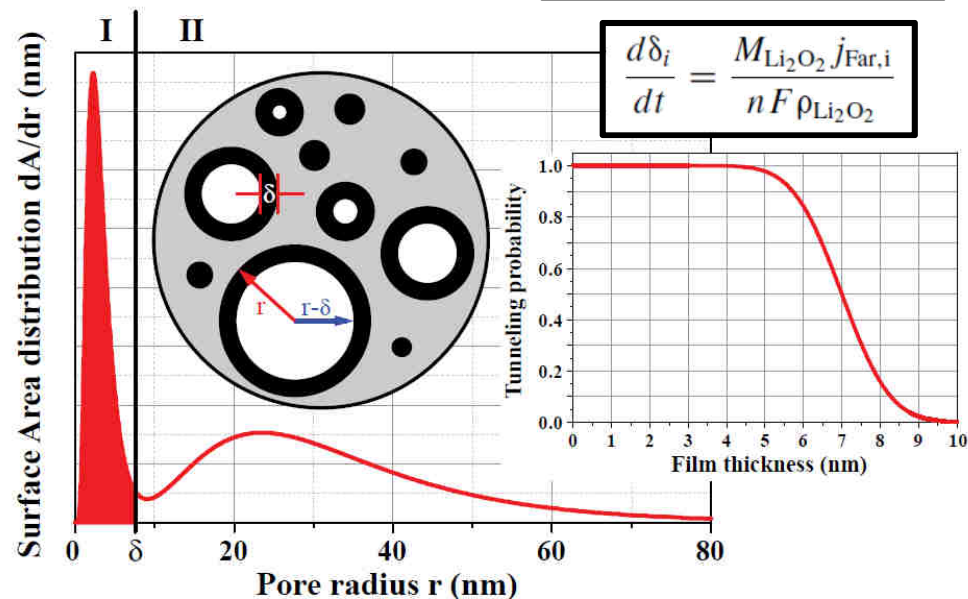 I II
Surface Area distribution dA/dr (nm)
δ
r
r-δ
0 δ 20 40 60 80
Pore radius r (nm)
dδᵢ/dt = M_Li₂O₂ j_Far,i / n F ρ_Li₂O₂
Tunneling probability
1.0
0.8
0.6
0.4
0.2
0.0
0 1 2 3 4 5 6 7 8 9 10
Film thickness (nm)